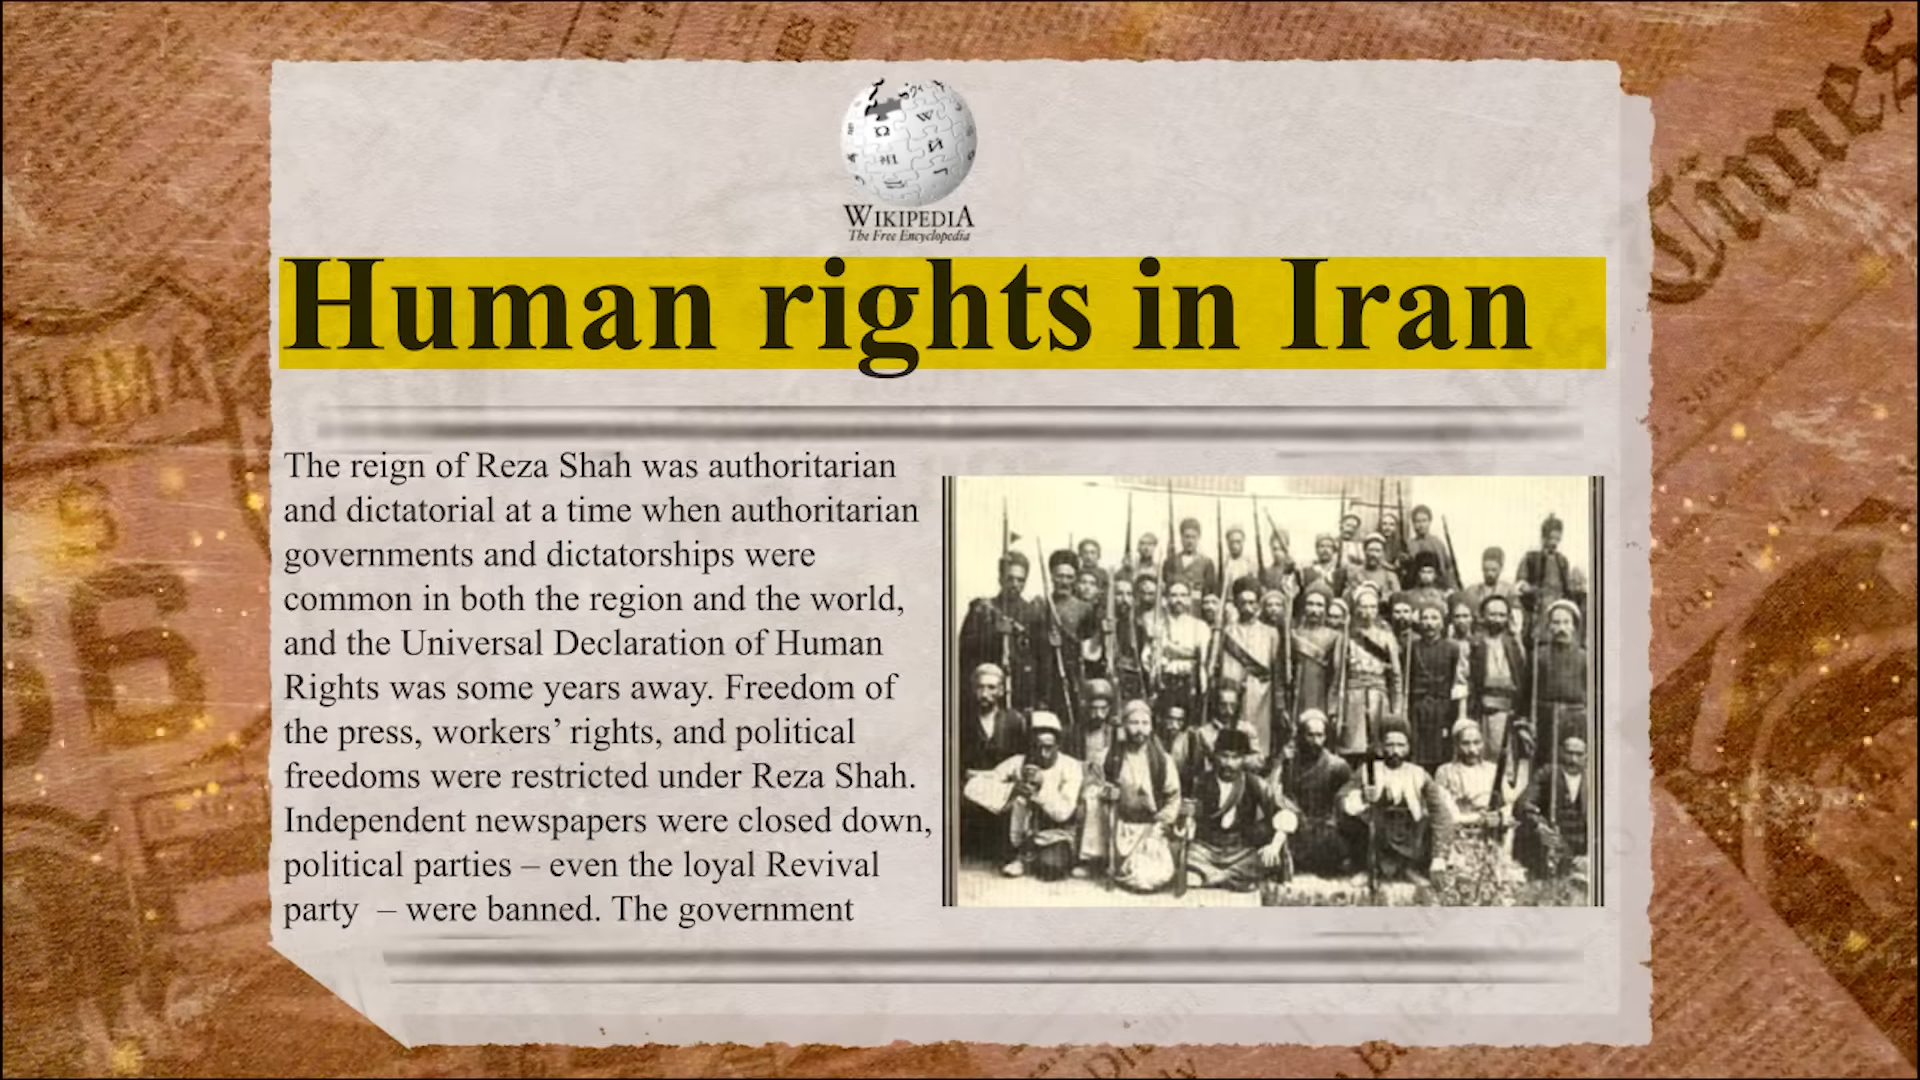 WIKIPEDIA
The Free Encyclopedia
Human rights in Iran
The reign of Reza Shah was authoritarian
and dictatorial at a time when authoritarian
governments and dictatorships were
common in both the region and the world,
and the Universal Declaration of Human
Rights was some years away. Freedom of
the press, workers’ rights, and political
freedoms were restricted under Reza Shah.
Independent newspapers were closed down,
political parties – even the loyal Revival
party – were banned. The government
Times